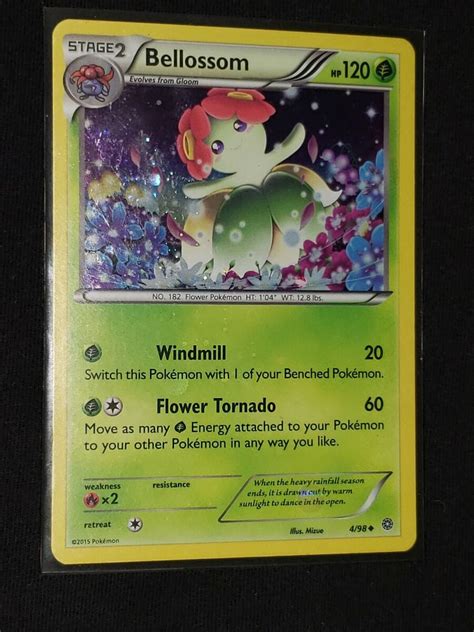 STAGE 2 Bellossom HP 120
Evolves from Gloom
NO. 182 Flower Pokémon HT: 1'04" WT: 12.8 lbs.
Windmill 20
Switch this Pokémon with 1 of your Benched Pokémon.
Flower Tornado 60
Move as many Energy attached to your Pokémon
to your other Pokémon in any way you like.
weakness resistance
×2
When the heavy rainfall season
ends, it is drawn out by warm
sunlight to dance in the open.
retreat
Illus. Mizue 4/98
©2015 Pokémon